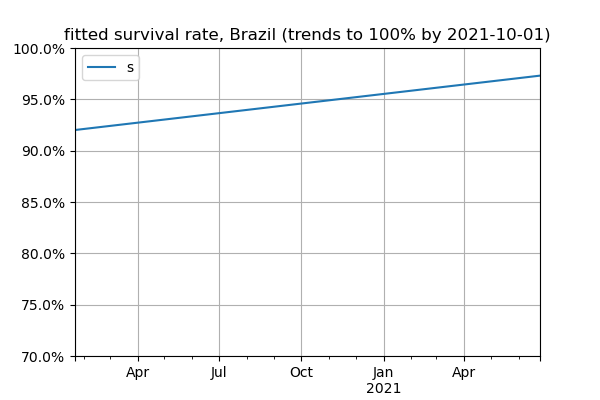 fitted survival rate, Brazil (trends to 100% by 2021-10-01)
100.0%
s
95.0%
90.0%
85.0%
80.0%
75.0%
70.0%
Apr Jul Oct Jan Apr
2021